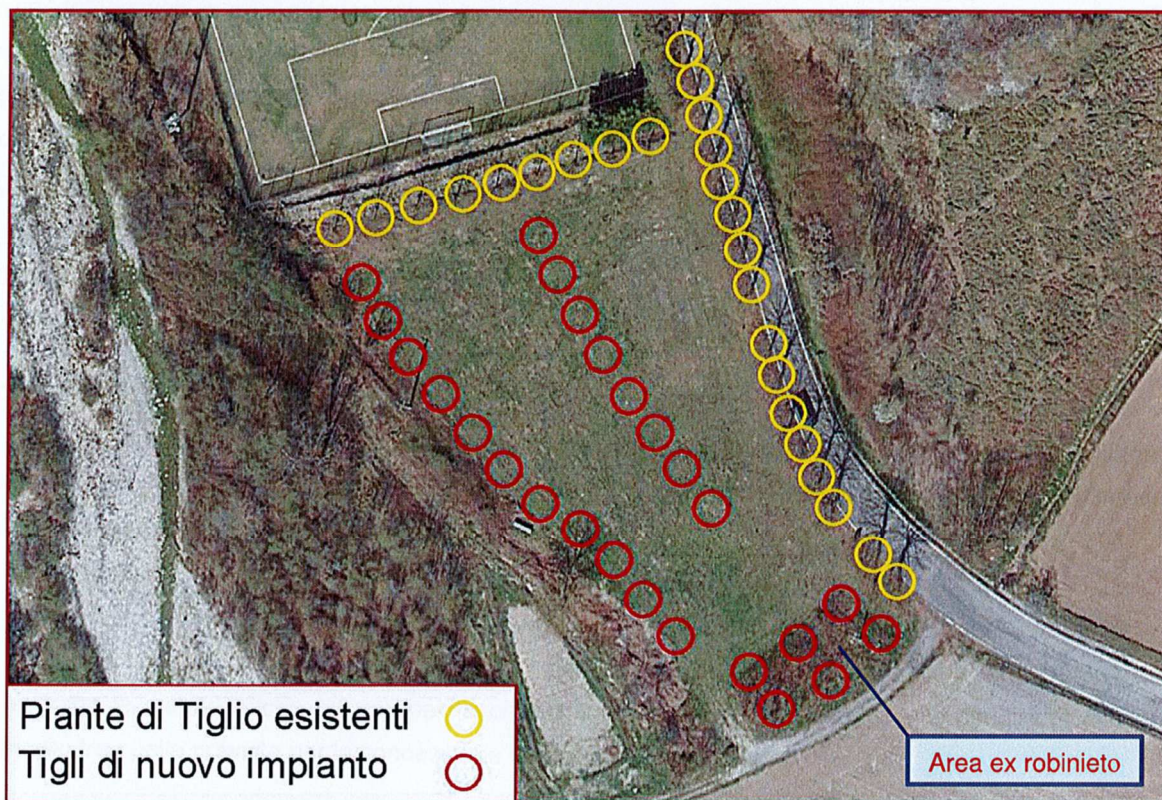 Piante di Tiglio esistenti
Tigli di nuovo impianto
Area ex robinieto